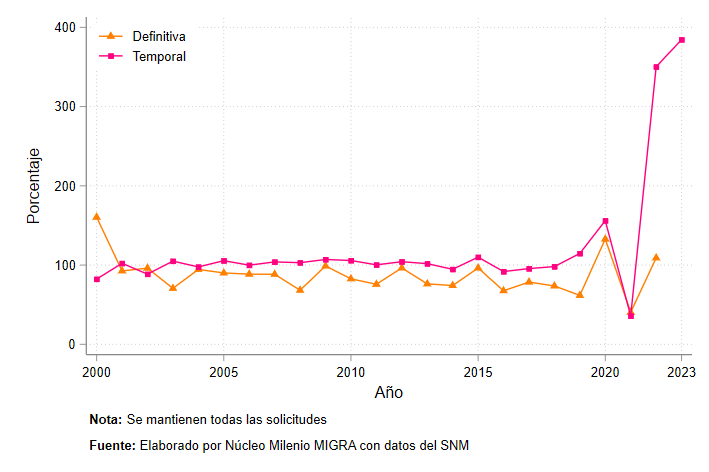 Definitiva
Temporal
400
300
200
100
0
Porcentaje
2000 2005 2010 2015 2020 2023
Año
Nota: Se mantienen todas las solicitudes
Fuente: Elaborado por Núcleo Milenio MIGRA con datos del SNM